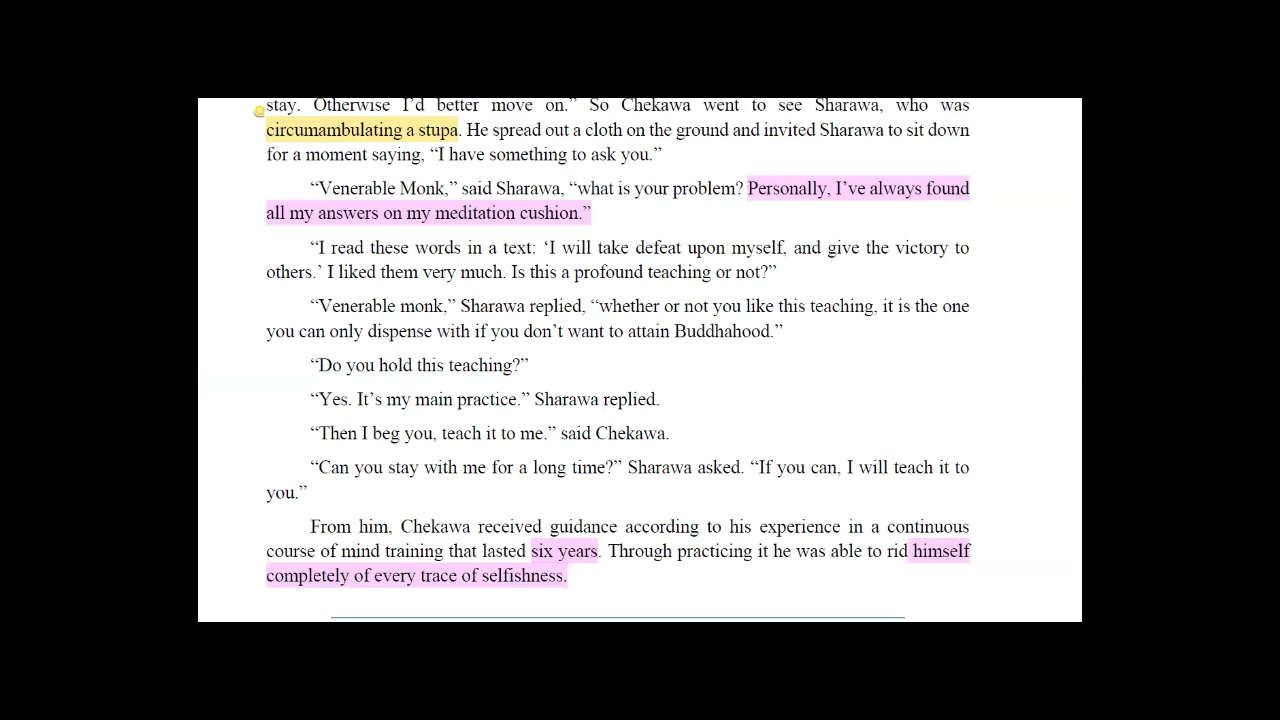 stay. Otherwise I’d better move on.” So Chekawa went to see Sharawa, who was
circumambulating a stupa. He spread out a cloth on the ground and invited Sharawa to sit down
for a moment saying, “I have something to ask you.”
“Venerable Monk,” said Sharawa, “what is your problem? Personally, I’ve always found
all my answers on my meditation cushion.”
“I read these words in a text: ‘I will take defeat upon myself, and give the victory to
others.’ I liked them very much. Is this a profound teaching or not?”
“Venerable monk,” Sharawa replied, “whether or not you like this teaching, it is the one
you can only dispense with if you don’t want to attain Buddhahood.”
“Do you hold this teaching?”
“Yes. It’s my main practice.” Sharawa replied.
“Then I beg you, teach it to me.” said Chekawa.
“Can you stay with me for a long time?” Sharawa asked. “If you can, I will teach it to
you.”
From him, Chekawa received guidance according to his experience in a continuous
course of mind training that lasted six years. Through practicing it he was able to rid himself
completely of every trace of selfishness.